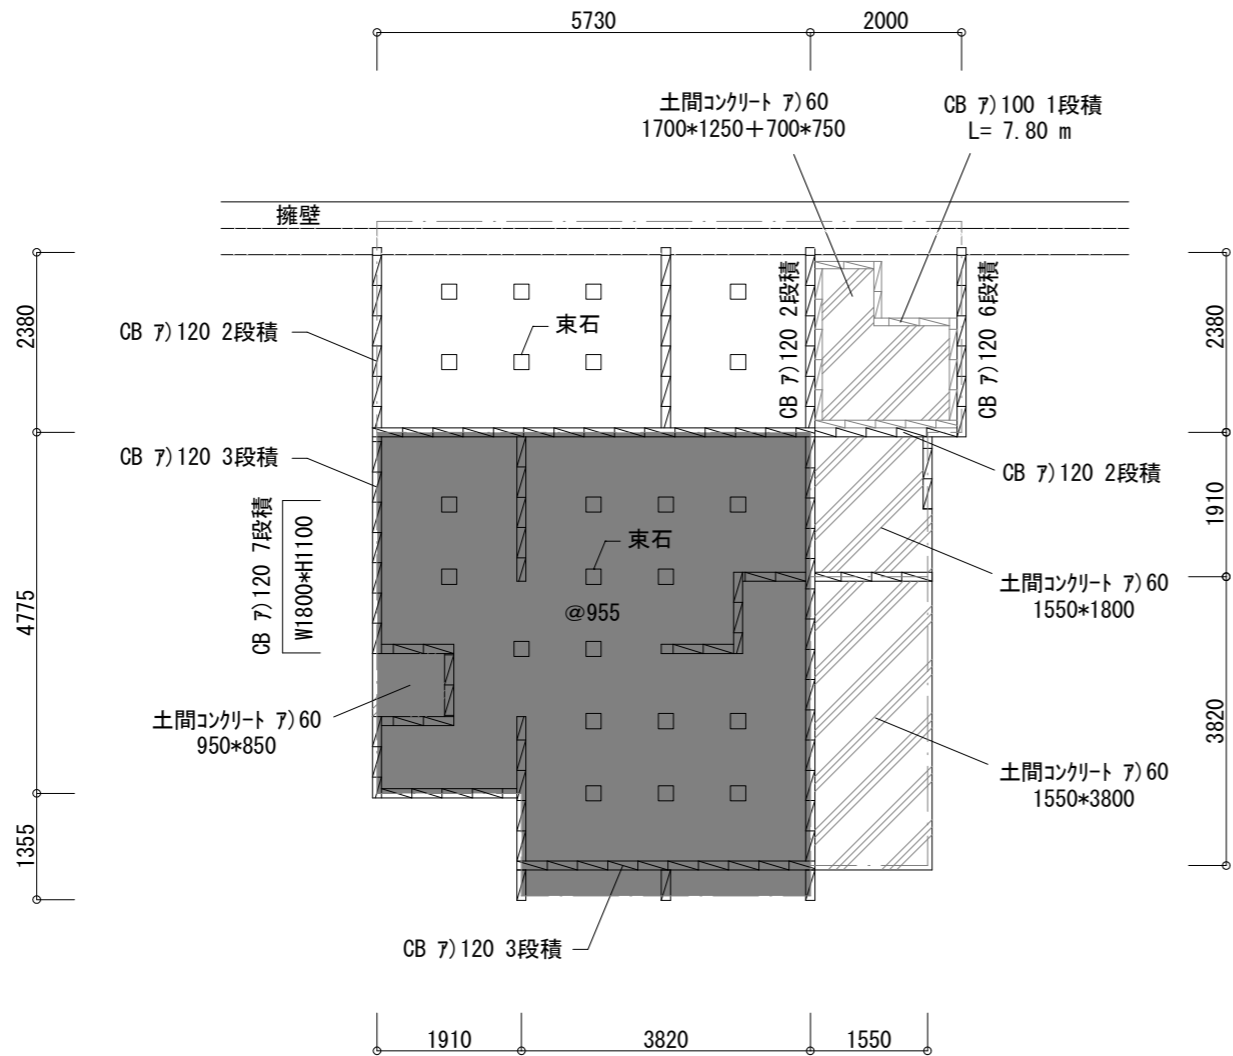 5730
2000
土間コンクリート ア)60
1700*1250+700*750
CB ア)100 1段積
L= 7.80 m
擁壁
2380
CB ア)120 2段積
束石
CB ア)120 2段積
CB ア)120 6段積
2380
CB ア)120 3段積
CB ア)120 2段積
1910
CB ア)120 7段積
W1800*H1100
束石
@955
土間コンクリート ア)60
1550*1800
4775
土間コンクリート ア)60
950*850
3820
土間コンクリート ア)60
1550*3800
1355
CB ア)120 3段積
1910
3820
1550